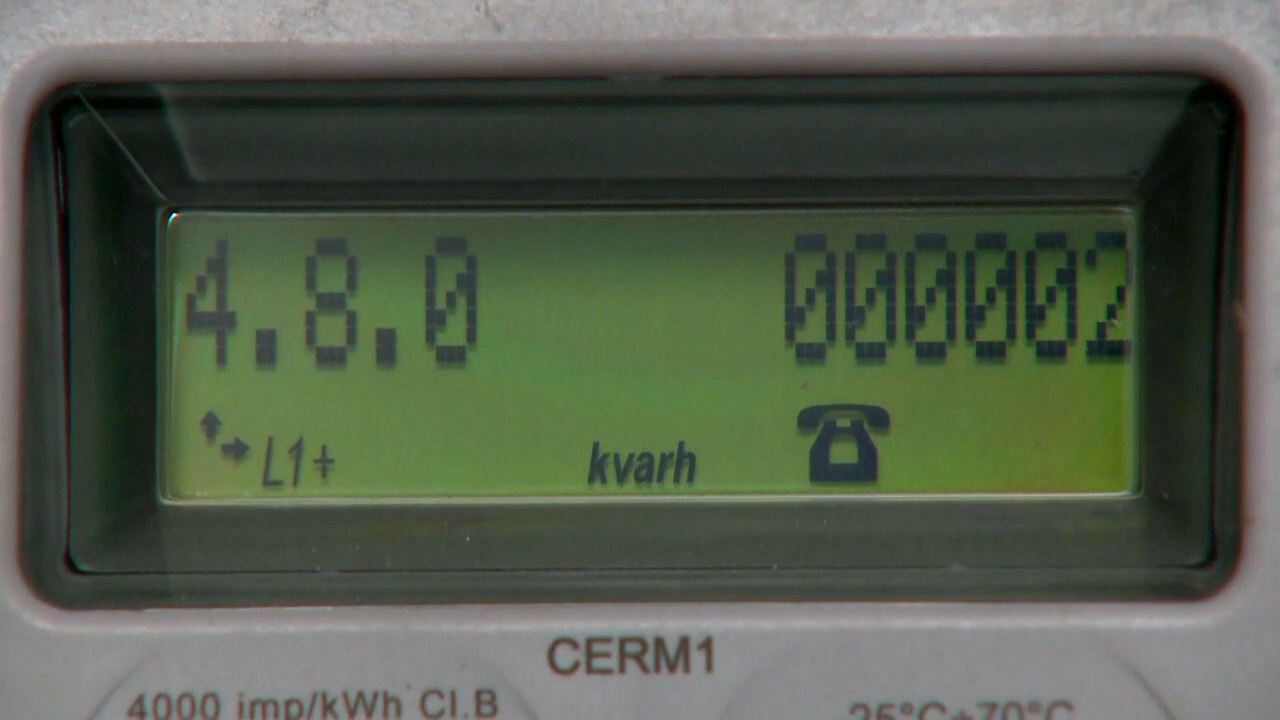 4.8.0 000002
L1+ kvarh
CERM1
4000 imp/kWh Cl.B
25°C+70°C